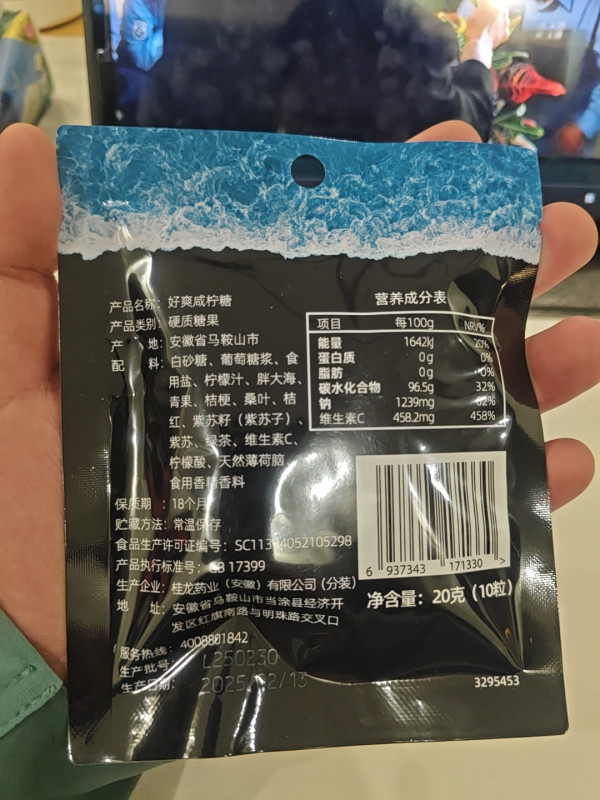 产品名称：好爽咸柠糖
产品类别：硬质糖果
产 地：安徽省马鞍山市
配 料：白砂糖、葡萄糖浆、食
用盐、柠檬汁、胖大海、
青果、桔梗、桑叶、桔
红、紫苏籽（紫苏子）、
紫苏、绿茶、维生素C、
柠檬酸、天然薄荷脑、
食用香精香料
保质期：18个月
贮藏方法：常温保存
食品生产许可证编号：
产品执行标准号：GB 17399
生产企业：桂龙药业（安徽）有限公司（分装）
地 址：安徽省马鞍山市当涂县经济开
发区红旗南路与明珠路交叉口
服务热线：4008801842
生产批号：L250230
生产日期：2025/02/13
营养成分表
项目 每100g NRV%
能量 1642kJ 20%
蛋白质 0g 0%
脂肪 0g 0%
碳水化合物 96.5g 32%
钠 1239mg 62%
维生素C 458.2mg 458%
6 937343 171330 >
净含量：20克（10粒）
3295453